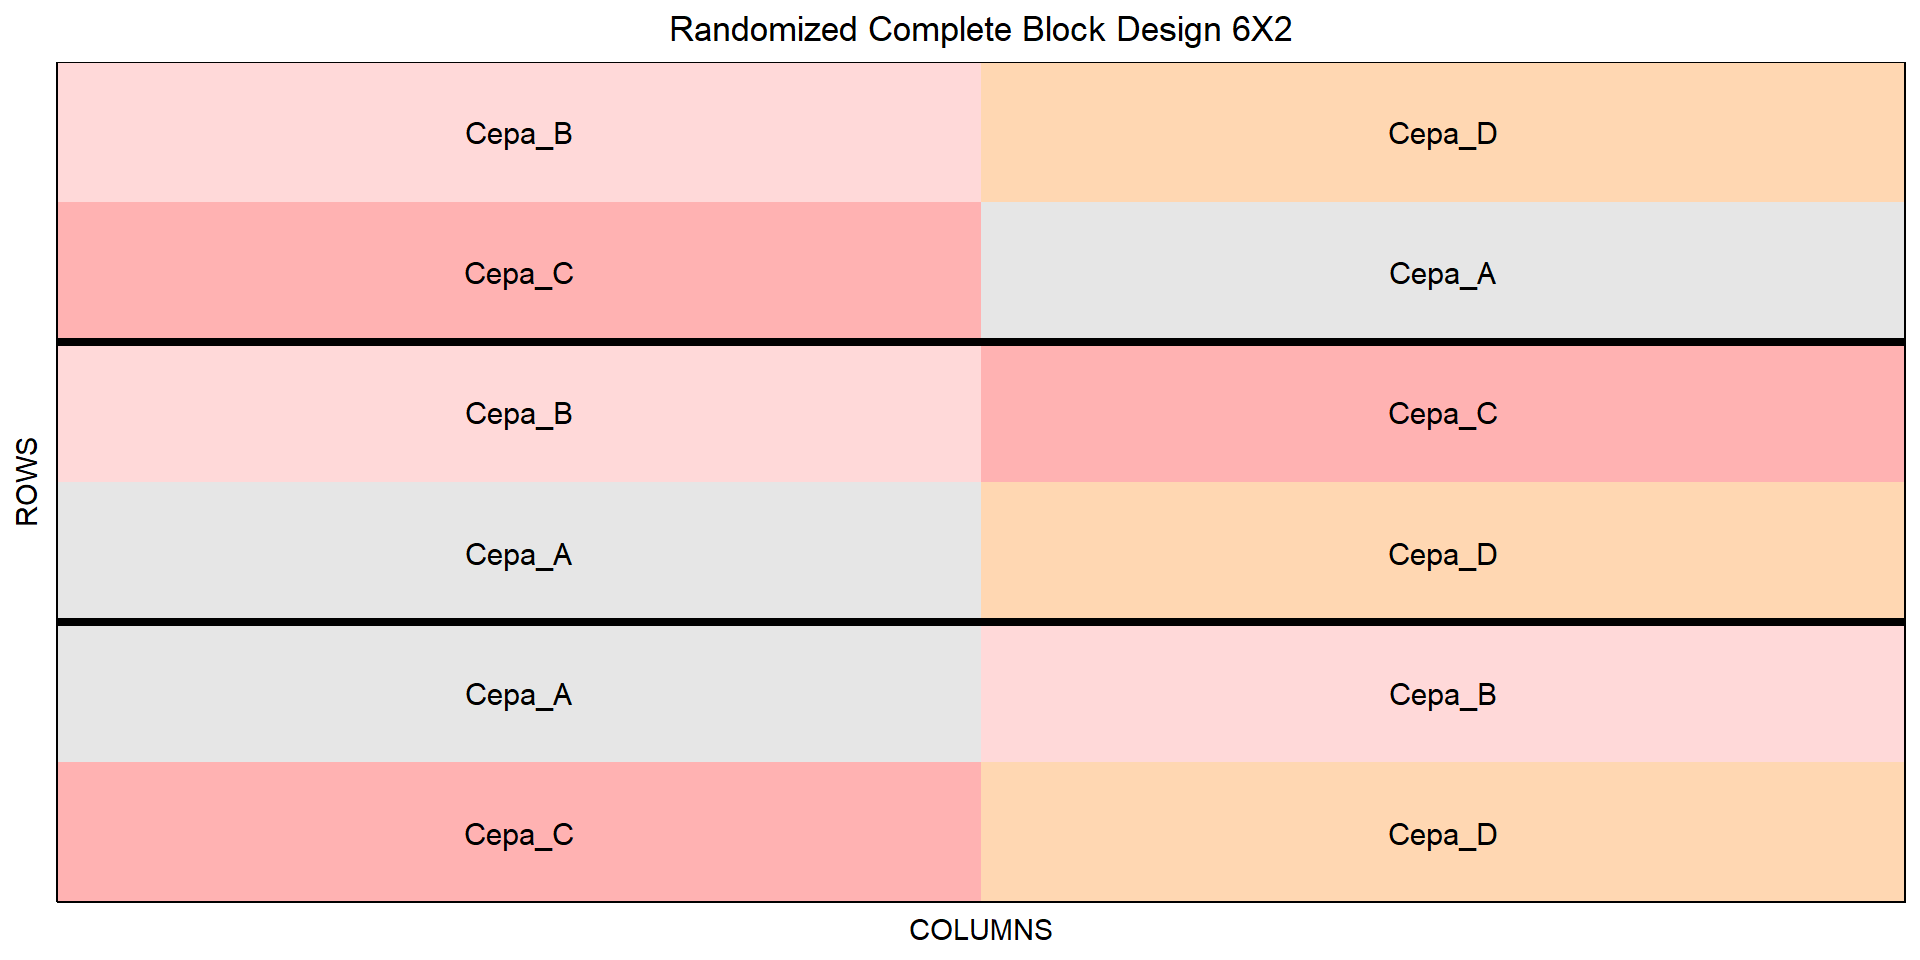 Randomized Complete Block Design 6X2
Cepa_B Cepa_D
Cepa_C Cepa_A
Cepa_B Cepa_C
ROWS
Cepa_A Cepa_D
Cepa_A Cepa_B
Cepa_C Cepa_D
COLUMNS